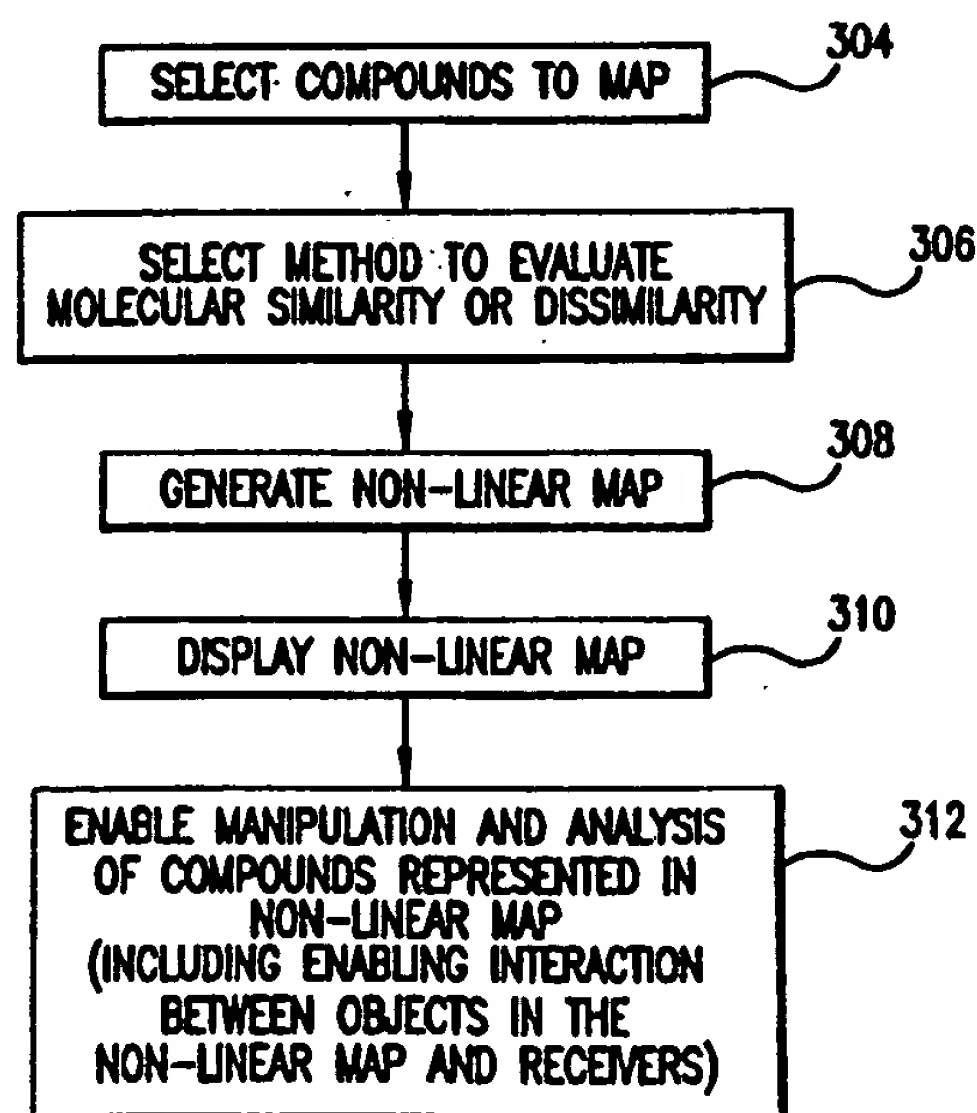 SELECT COMPOUNDS TO MAP
304
SELECT METHOD TO EVALUATE
MOLECULAR SIMILARITY OR DISSIMILARITY
306
GENERATE NON-LINEAR MAP
308
DISPLAY NON-LINEAR MAP
310
ENABLE MANIPULATION AND ANALYSIS
OF COMPOUNDS REPRESENTED IN
NON-LINEAR MAP
(INCLUDING ENABLING INTERACTION
BETWEEN OBJECTS IN THE
NON-LINEAR MAP AND RECEIVERS)
312